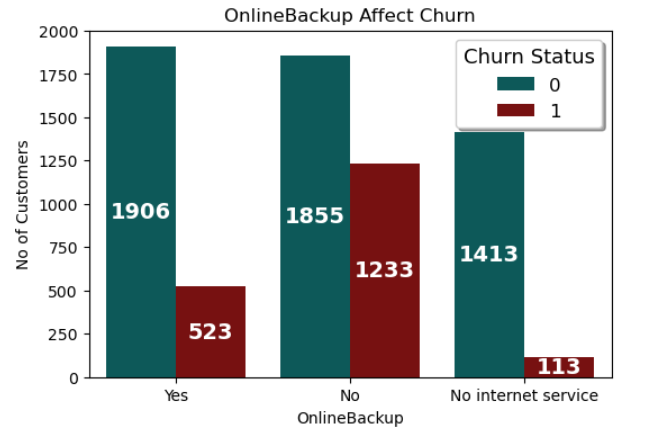 OnlineBackup Affect Churn
2000
1750
1500
1250
1000
750
500
250
0
No of Customers
Churn Status
0
1
1906
523
1855
1233
1413
113
Yes
No
No internet service
OnlineBackup